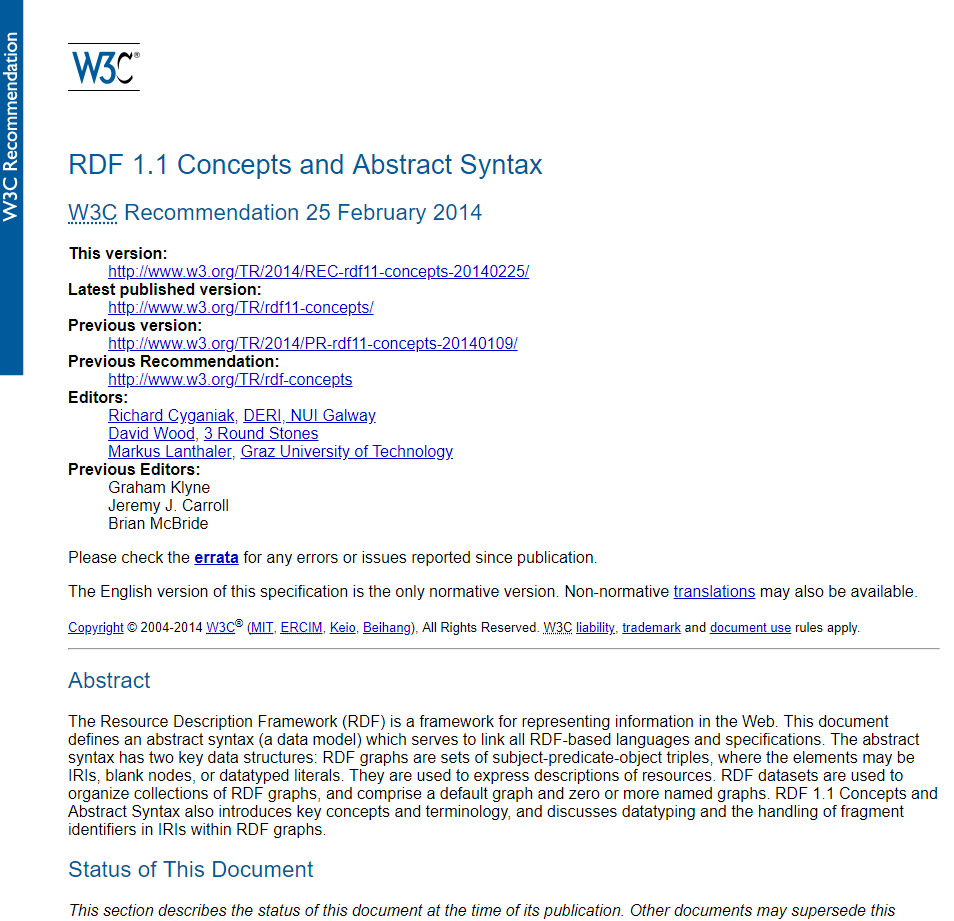 W3C Recommendation
W3C®
RDF 1.1 Concepts and Abstract Syntax
W3C Recommendation 25 February 2014
This version:
http://www.w3.org/TR/2014/REC-rdf11-concepts-20140225/
Latest published version:
http://www.w3.org/TR/rdf11-concepts/
Previous version:
http://www.w3.org/TR/2014/PR-rdf11-concepts-20140109/
Previous Recommendation:
http://www.w3.org/TR/rdf-concepts
Editors:
Richard Cyganiak, DERI, NUI Galway
David Wood, 3 Round Stones
Markus Lanthaler, Graz University of Technology
Previous Editors:
Graham Klyne
Jeremy J. Carroll
Brian McBride
Please check the errata for any errors or issues reported since publication.
The English version of this specification is the only normative version. Non-normative translations may also be available.
Copyright © 2004-2014 W3C® (MIT, ERCIM, Keio, Beihang), All Rights Reserved. W3C liability, trademark and document use rules apply.
Abstract
The Resource Description Framework (RDF) is a framework for representing information in the Web. This document
defines an abstract syntax (a data model) which serves to link all RDF-based languages and specifications. The abstract
syntax has two key data structures: RDF graphs are sets of subject-predicate-object triples, where the elements may be
IRIs, blank nodes, or datatyped literals. They are used to express descriptions of resources. RDF datasets are used to
organize collections of RDF graphs, and comprise a default graph and zero or more named graphs. RDF 1.1 Concepts and
Abstract Syntax also introduces key concepts and terminology, and discusses datatyping and the handling of fragment
identifiers in IRIs within RDF graphs.
Status of This Document
This section describes the status of this document at the time of its publication. Other documents may supersede this